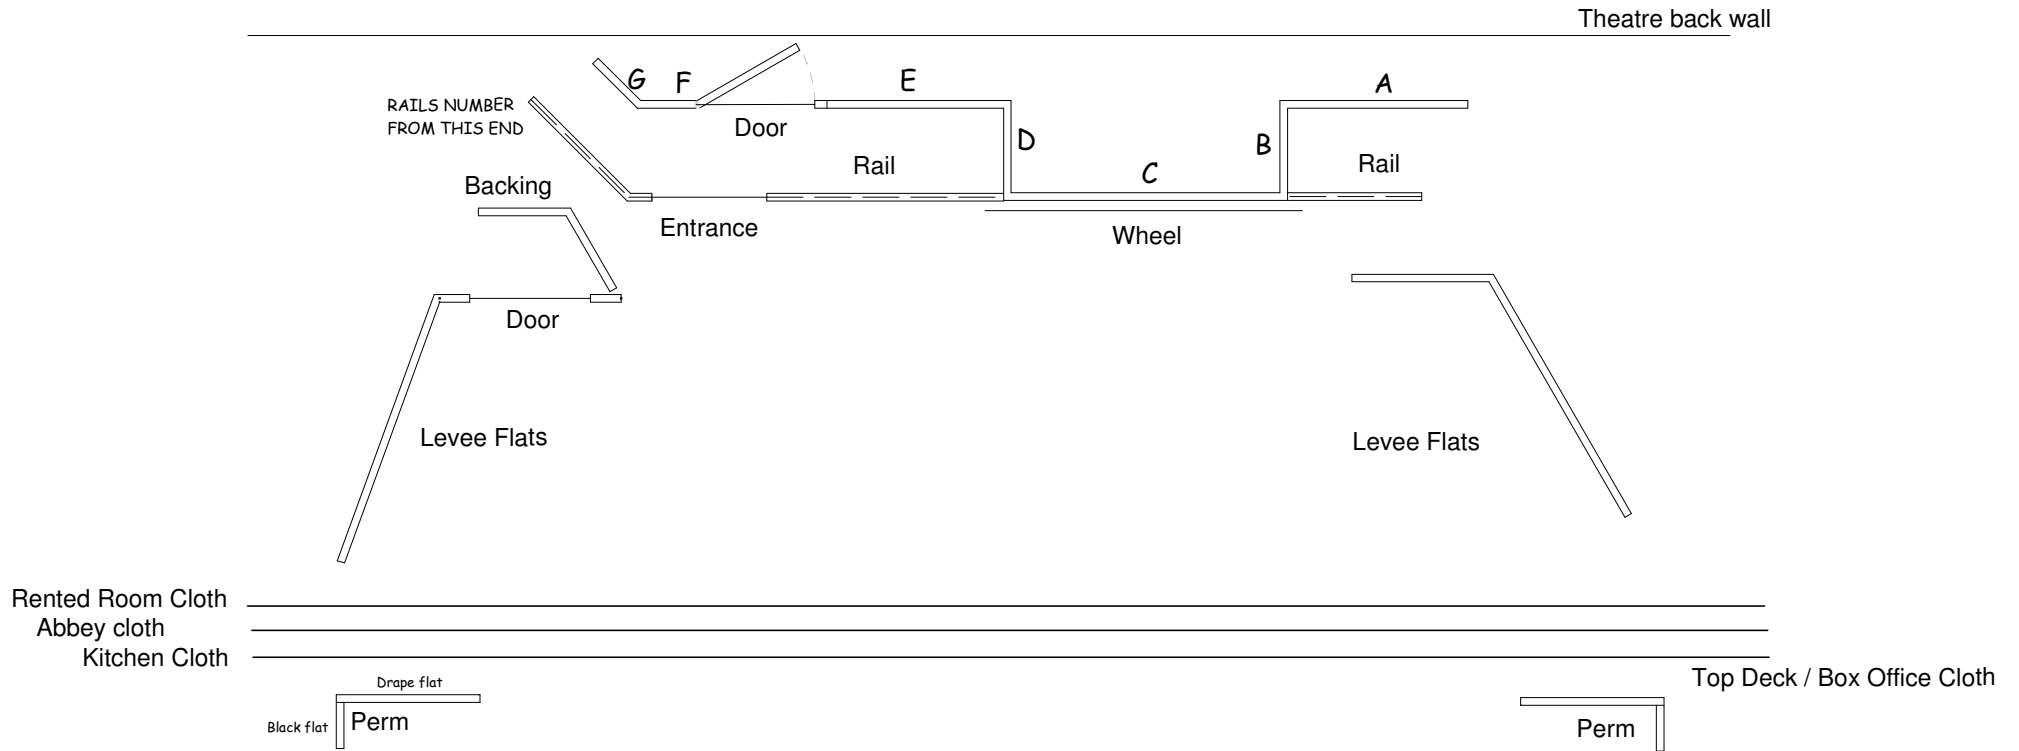 Theatre back wall
G
F
E
A
RAILS NUMBER
FROM THIS END
Door
D
B
C
Rail
Rail
Backing
Entrance
Wheel
Door
Levee Flats
Levee Flats
Rented Room Cloth
Abbey cloth
Kitchen Cloth
Top Deck / Box Office Cloth
Drape flat
Black flat
Perm
Perm